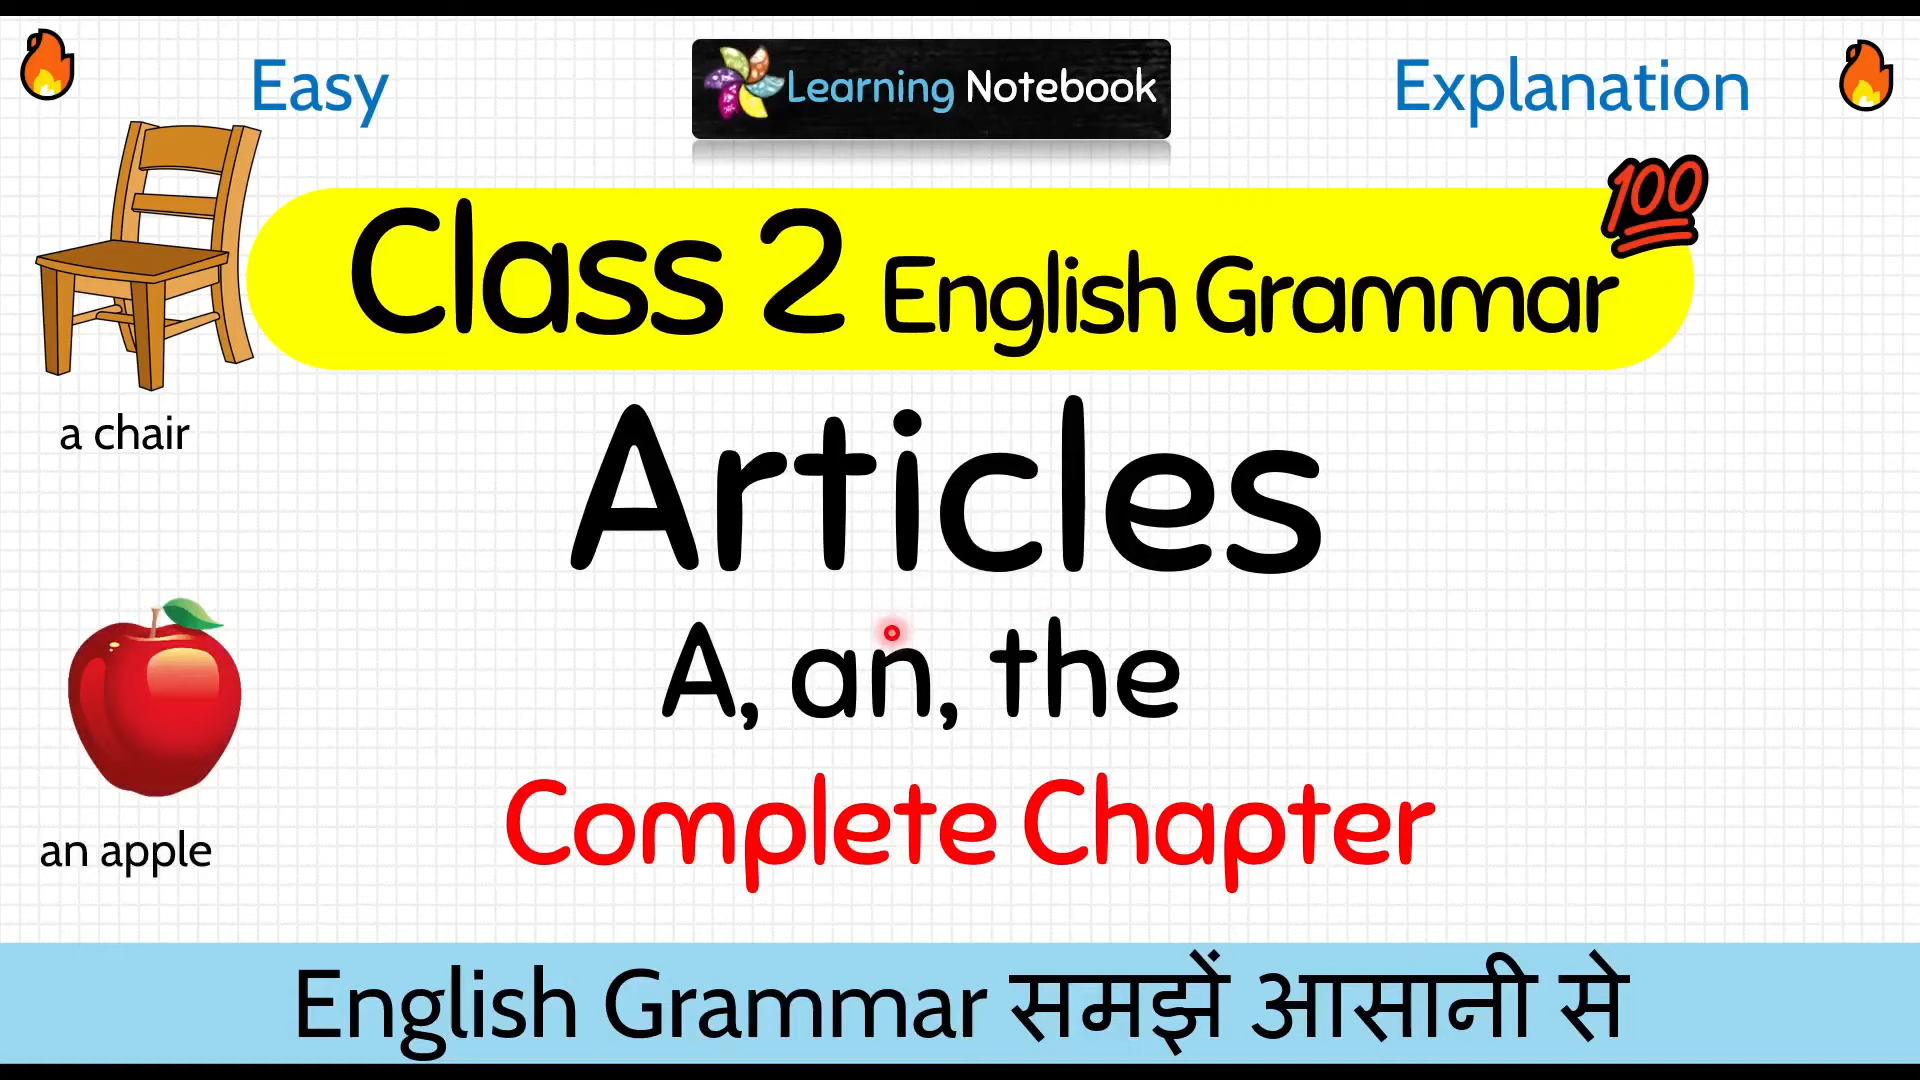 Easy
Learning Notebook
Explanation
100
Class 2 English Grammar
a chair
Articles
A, an, the
an apple
Complete Chapter
English Grammar समझें आसानी से